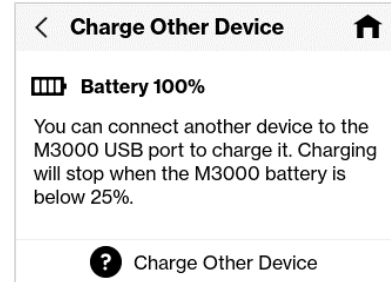 Charge Other Device
Battery 100%
You can connect another device to the
M3000 USB port to charge it. Charging
will stop when the M3000 battery is
below 25%.
? Charge Other Device